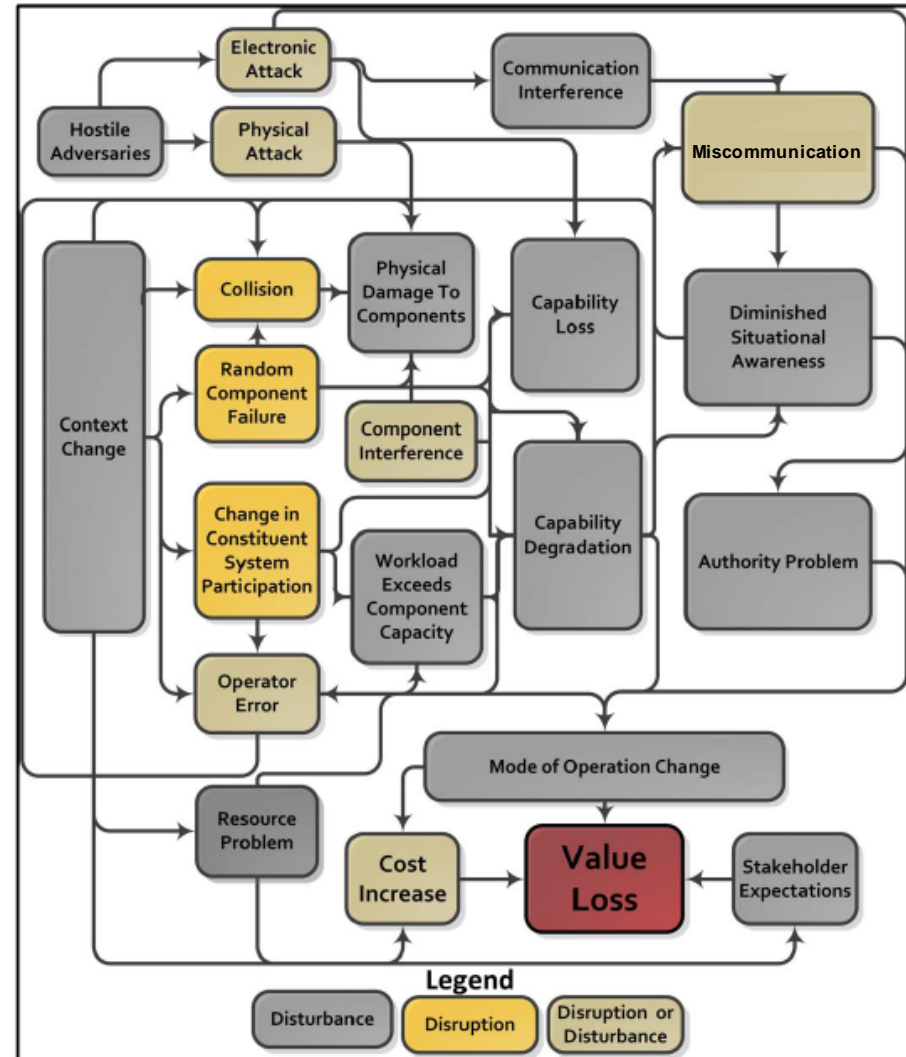 Electronic
Attack
Communication
Interference
Hostile
Adversaries
Physical
Attack
Miscommunication
Context
Change
Collision
Physical
Damage To
Components
Capability
Loss
Diminished
Situational
Awareness
Random
Component
Failure
Component
Interference
Change in
Constituent
System
Participation
Workload
Exceeds
Component
Capacity
Capability
Degradation
Authority Problem
Operator
Error
Mode of Operation Change
Resource
Problem
Cost
Increase
Value
Loss
Stakeholder
Expectations
Legend
Disturbance
Disruption
Disruption or
Disturbance